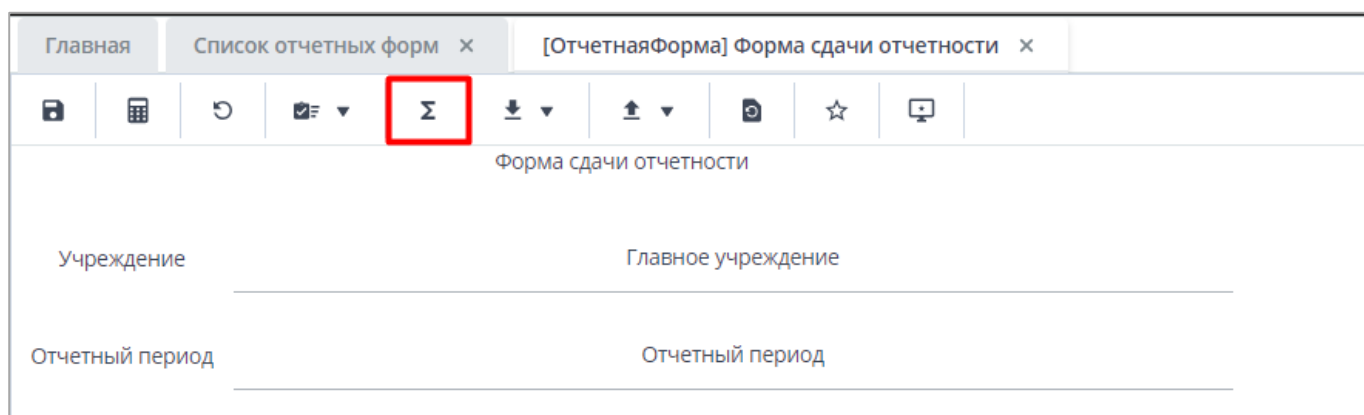 Главная Список отчетных форм × [ОтчетнаяФорма] Форма сдачи отчетности ×
Σ
Форма сдачи отчетности
Учреждение Главное учреждение
Отчетный период Отчетный период